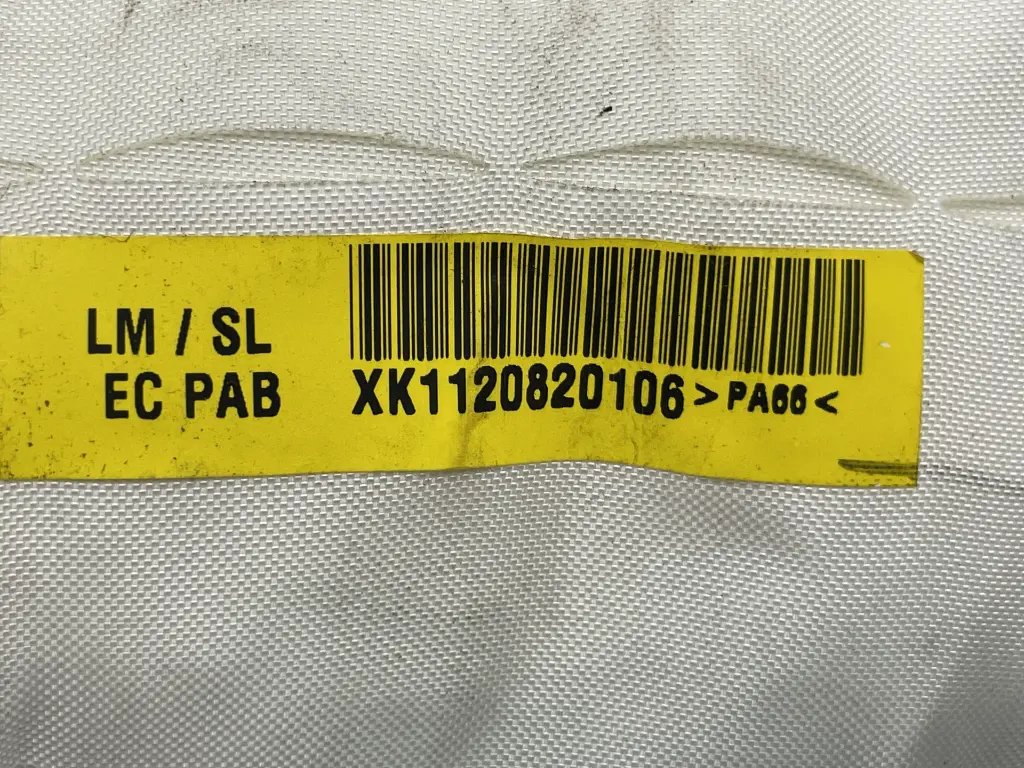 LM / SL
EC PAB
XK1120820106 >PA66<